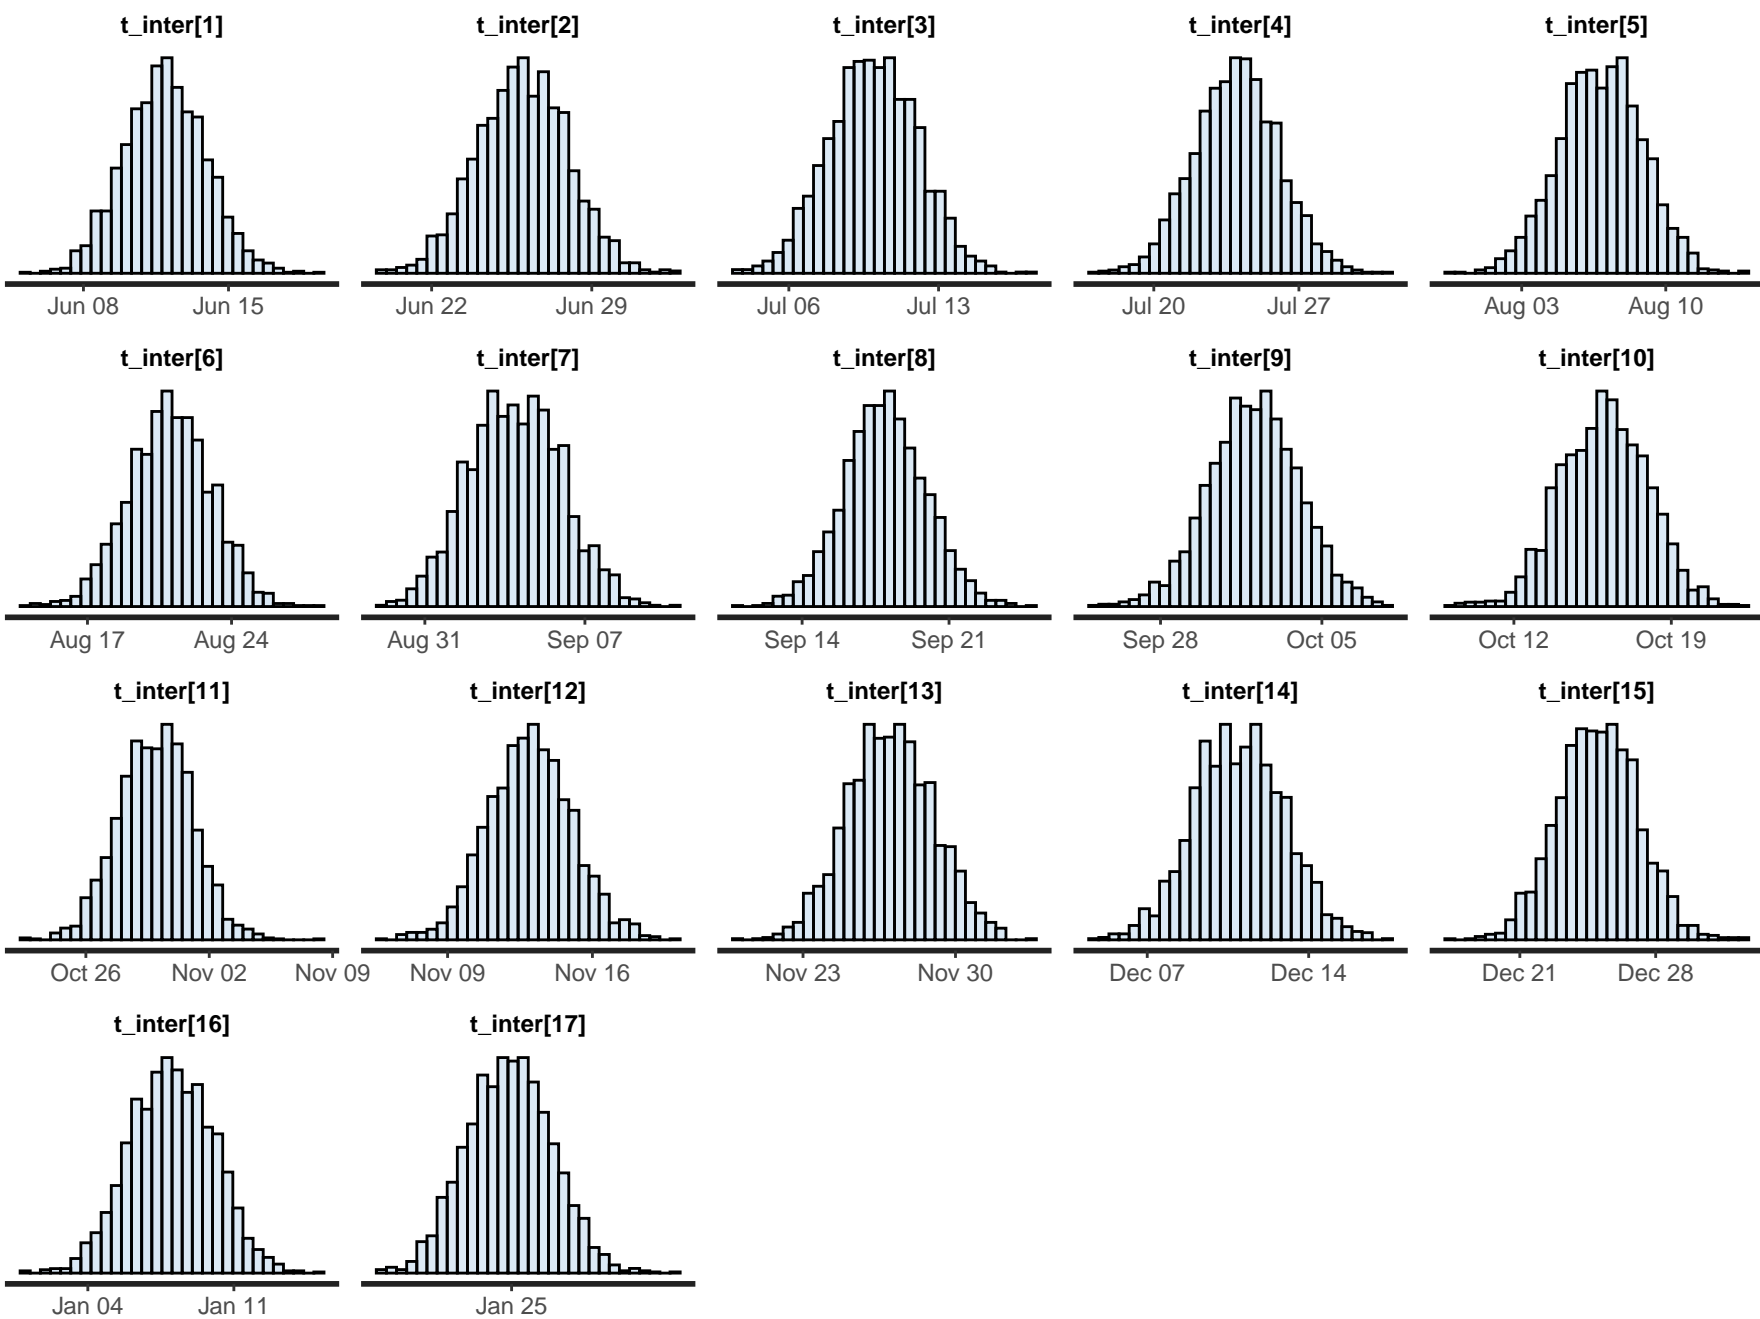 t_inter[1] t_inter[2] t_inter[3] t_inter[4] t_inter[5]
Jun 08 Jun 15 Jun 22 Jun 29 Jul 06 Jul 13 Jul 20 Jul 27 Aug 03 Aug 10
t_inter[6] t_inter[7] t_inter[8] t_inter[9] t_inter[10]
Aug 17 Aug 24 Aug 31 Sep 07 Sep 14 Sep 21 Sep 28 Oct 05 Oct 12 Oct 19
t_inter[11] t_inter[12] t_inter[13] t_inter[14] t_inter[15]
Oct 26 Nov 02 Nov 09 Nov 09 Nov 16 Nov 23 Nov 30 Dec 07 Dec 14 Dec 21 Dec 28
t_inter[16] t_inter[17]
Jan 04 Jan 11 Jan 25